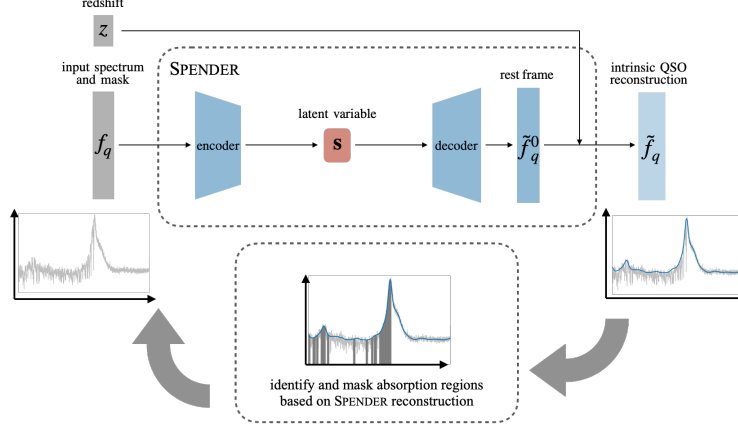 redshift
z
input spectrum
and mask
SPENDER
rest frame
intrinsic QSO
reconstruction
latent variable
f_q
encoder
s
decoder
f̃_q^0
f̃_q
identify and mask absorption regions
based on SPENDER reconstruction